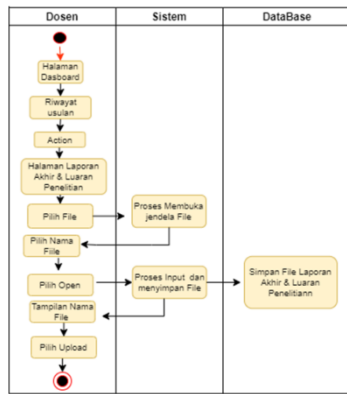 Dosen
Sistem
DataBase
Halaman
Dasboard
Riwayat
usulan
Action
Halaman Laporan
Akhir & Luaran
Penelitian
Pilih File
Proses Membuka
jendela File
Pilih Nama
Fiile
Pilih Open
Proses Input dan
menyimpan File
Simpan File Laporan
Akhir & Luaran
Penelitiann
Tampilan Nama
File
Pilih Upload